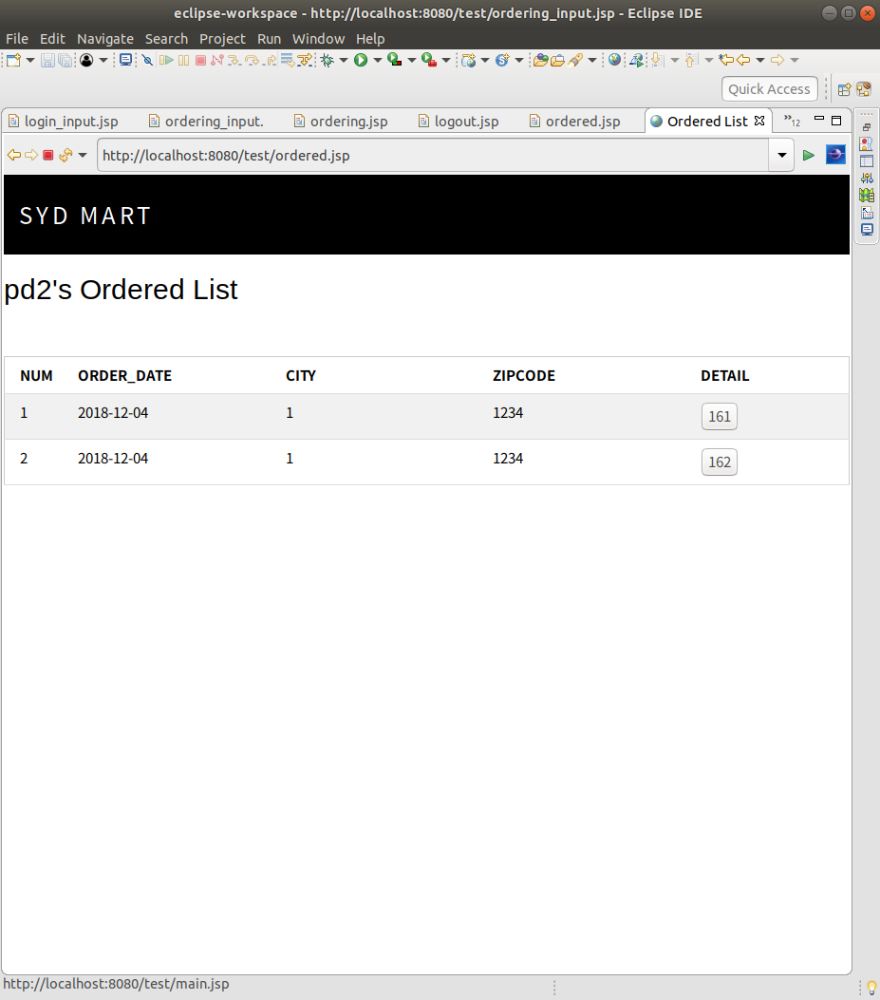 eclipse-workspace - http://localhost:8080/test/ordering_input.jsp - Eclipse IDE
File Edit Navigate Search Project Run Window Help
Quick Access
login_input.jsp ordering_input. ordering.jsp logout.jsp ordered.jsp Ordered List »12
http://localhost:8080/test/ordered.jsp
SYD MART
pd2's Ordered List
NUM ORDER_DATE CITY ZIPCODE DETAIL
1 2018-12-04 1 1234 161
2 2018-12-04 1 1234 162
http://localhost:8080/test/main.jsp